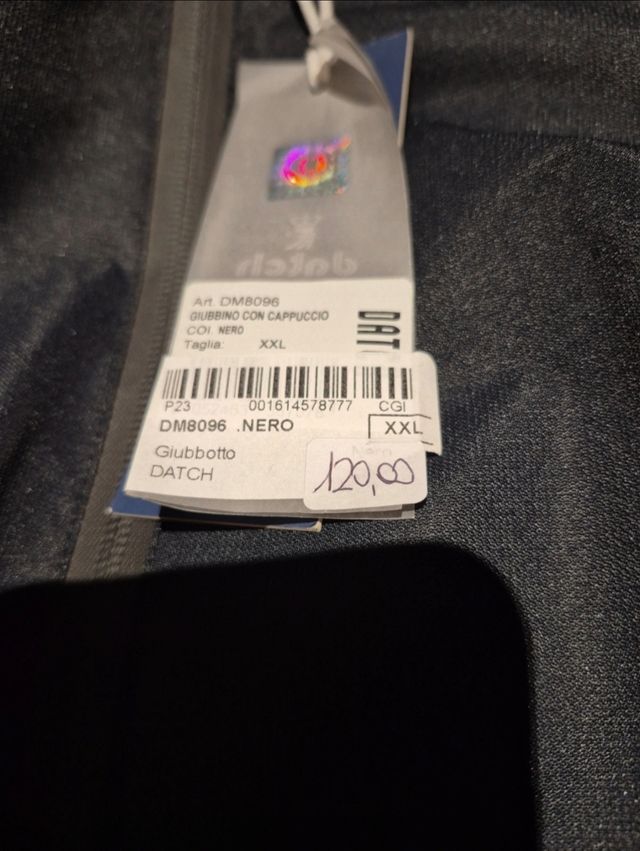 datch
Art. DM8096
GIUBBINO CON CAPPUCCIO
COL NERO
Taglia: XXL
DAT
P23 001614578777 CGI
DM8096 .NERO XXL
Giubbotto
DATCH
120,00